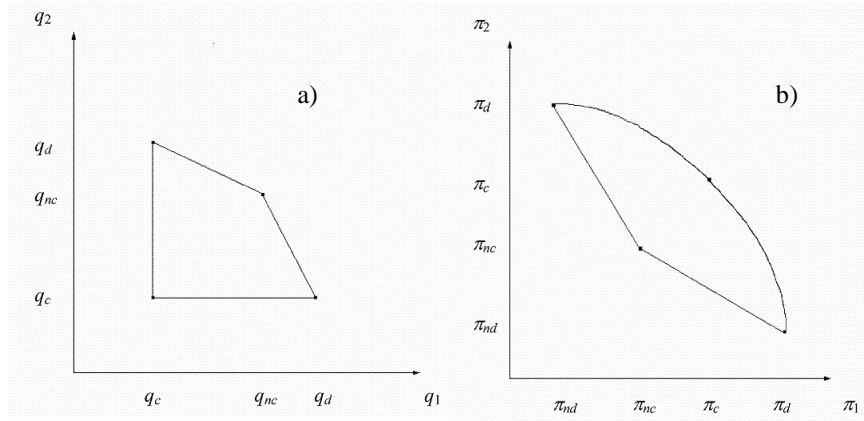 q2
a)
qd
qnc
qc
qc qnc qd q1
π2
b)
πd
πc
πnc
πnd
πnd πnc πc πd π1